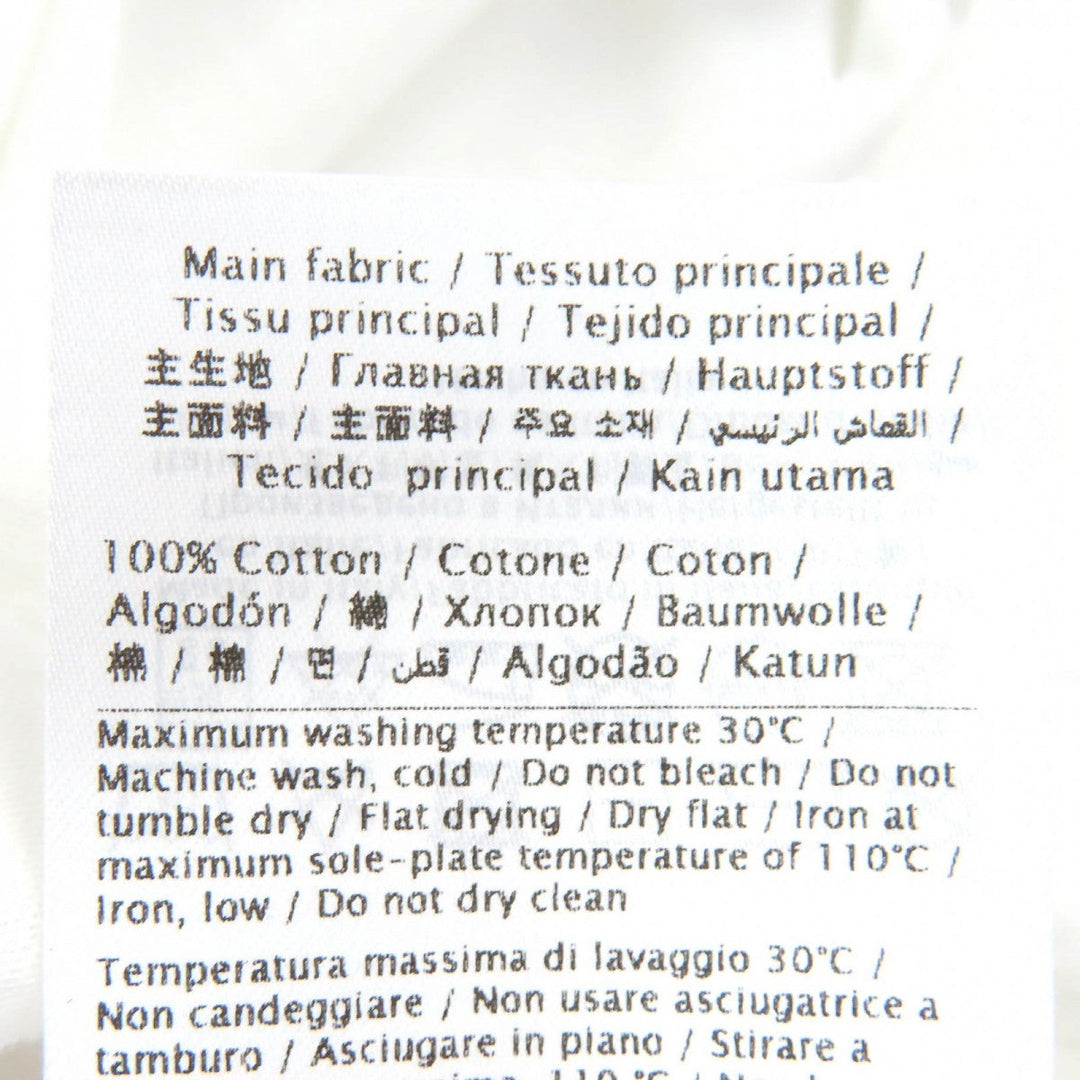 Main fabric / Tessuto principale /
Tissu principal / Tejido principal /
主生地 / Главная ткань / Hauptstoff /
主面料 / 主面料 / 주요 소재 / القماش الرئيسي /
Tecido principal / Kain utama
100% Cotton / Cotone / Coton /
Algodón / 綿 / Хлопок / Baumwolle /
棉 / 棉 / 면 / قطن / Algodão / Katun
Maximum washing temperature 30°C /
Machine wash, cold / Do not bleach / Do not
tumble dry / Flat drying / Dry flat / Iron at
maximum sole-plate temperature of 110°C /
Iron, low / Do not dry clean
Temperatura massima di lavaggio 30°C /
Non candeggiare / Non usare asciugatrice a
tamburo / Asciugare in piano / Stirare a
110 °C /